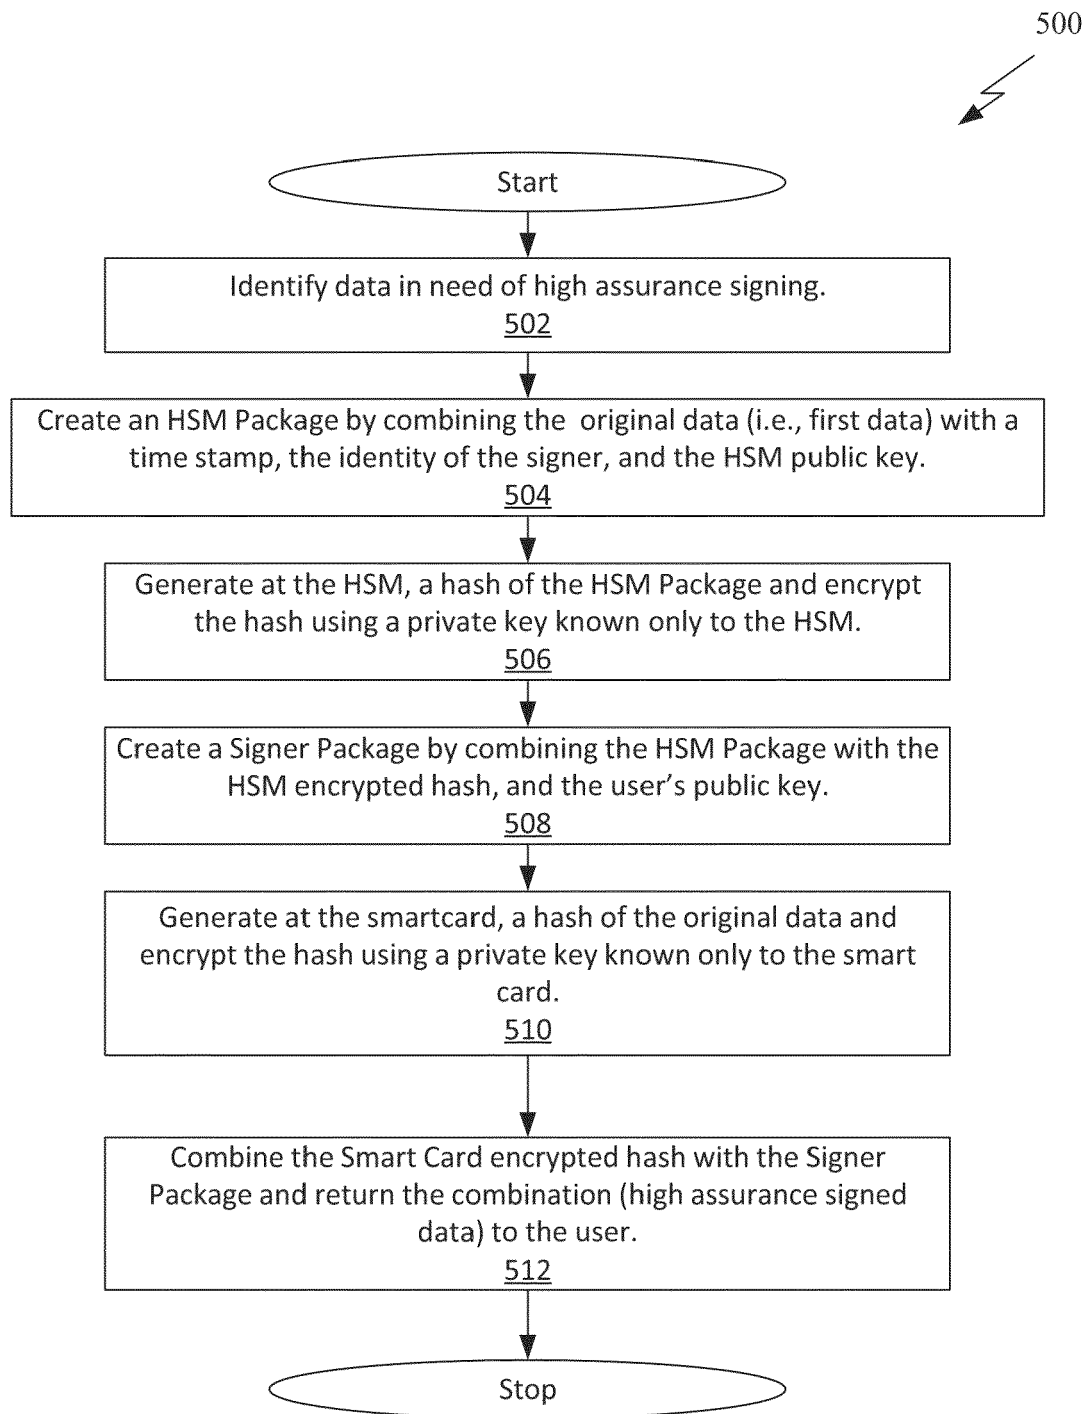 500
Start
Identify data in need of high assurance signing.
502
Create an HSM Package by combining the original data (i.e., first data) with a
time stamp, the identity of the signer, and the HSM public key.
504
Generate at the HSM, a hash of the HSM Package and encrypt
the hash using a private key known only to the HSM.
506
Create a Signer Package by combining the HSM Package with the
HSM encrypted hash, and the user's public key.
508
Generate at the smartcard, a hash of the original data and
encrypt the hash using a private key known only to the smart
card.
510
Combine the Smart Card encrypted hash with the Signer
Package and return the combination (high assurance signed
data) to the user.
512
Stop